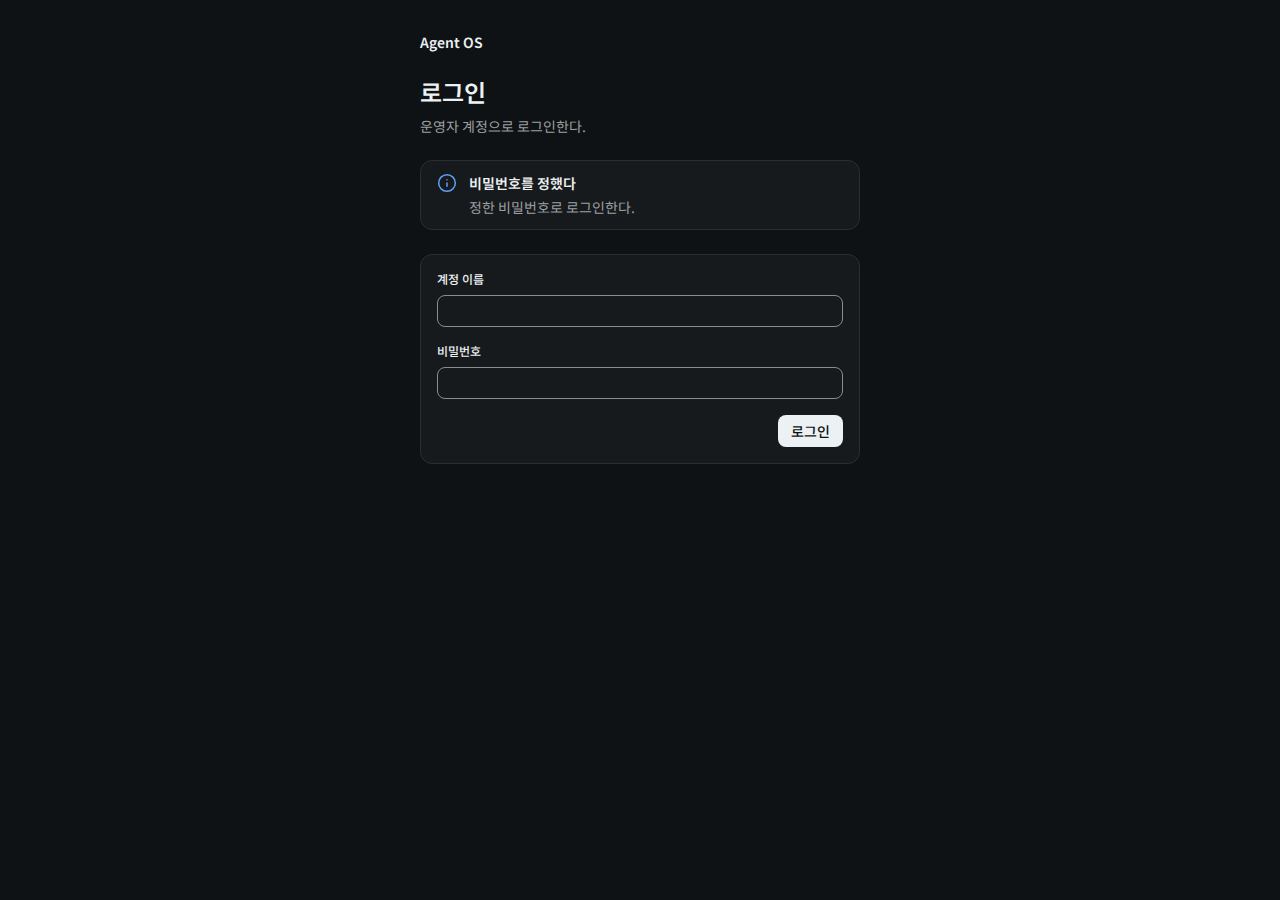 Agent OS
로그인
운영자 계정으로 로그인한다.
비밀번호를 정했다
정한 비밀번호로 로그인한다.
계정 이름
비밀번호
로그인